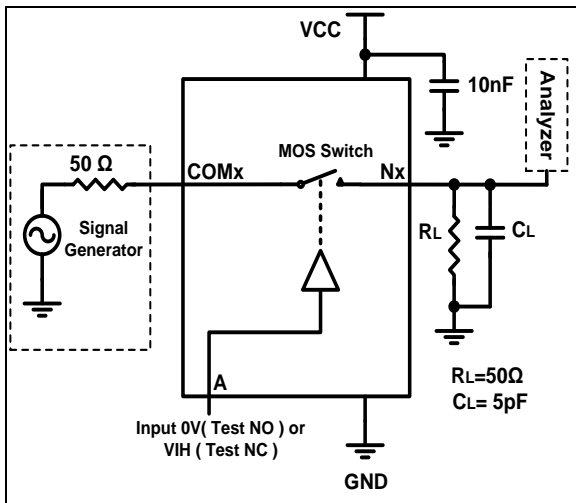 VCC
10nF
Analyzer
50 Ω
COMx
MOS Switch
Nx
Signal
Generator
RL
CL
RL=50Ω
CL= 5pF
A
Input 0V( Test NO ) or
VIH ( Test NC )
GND